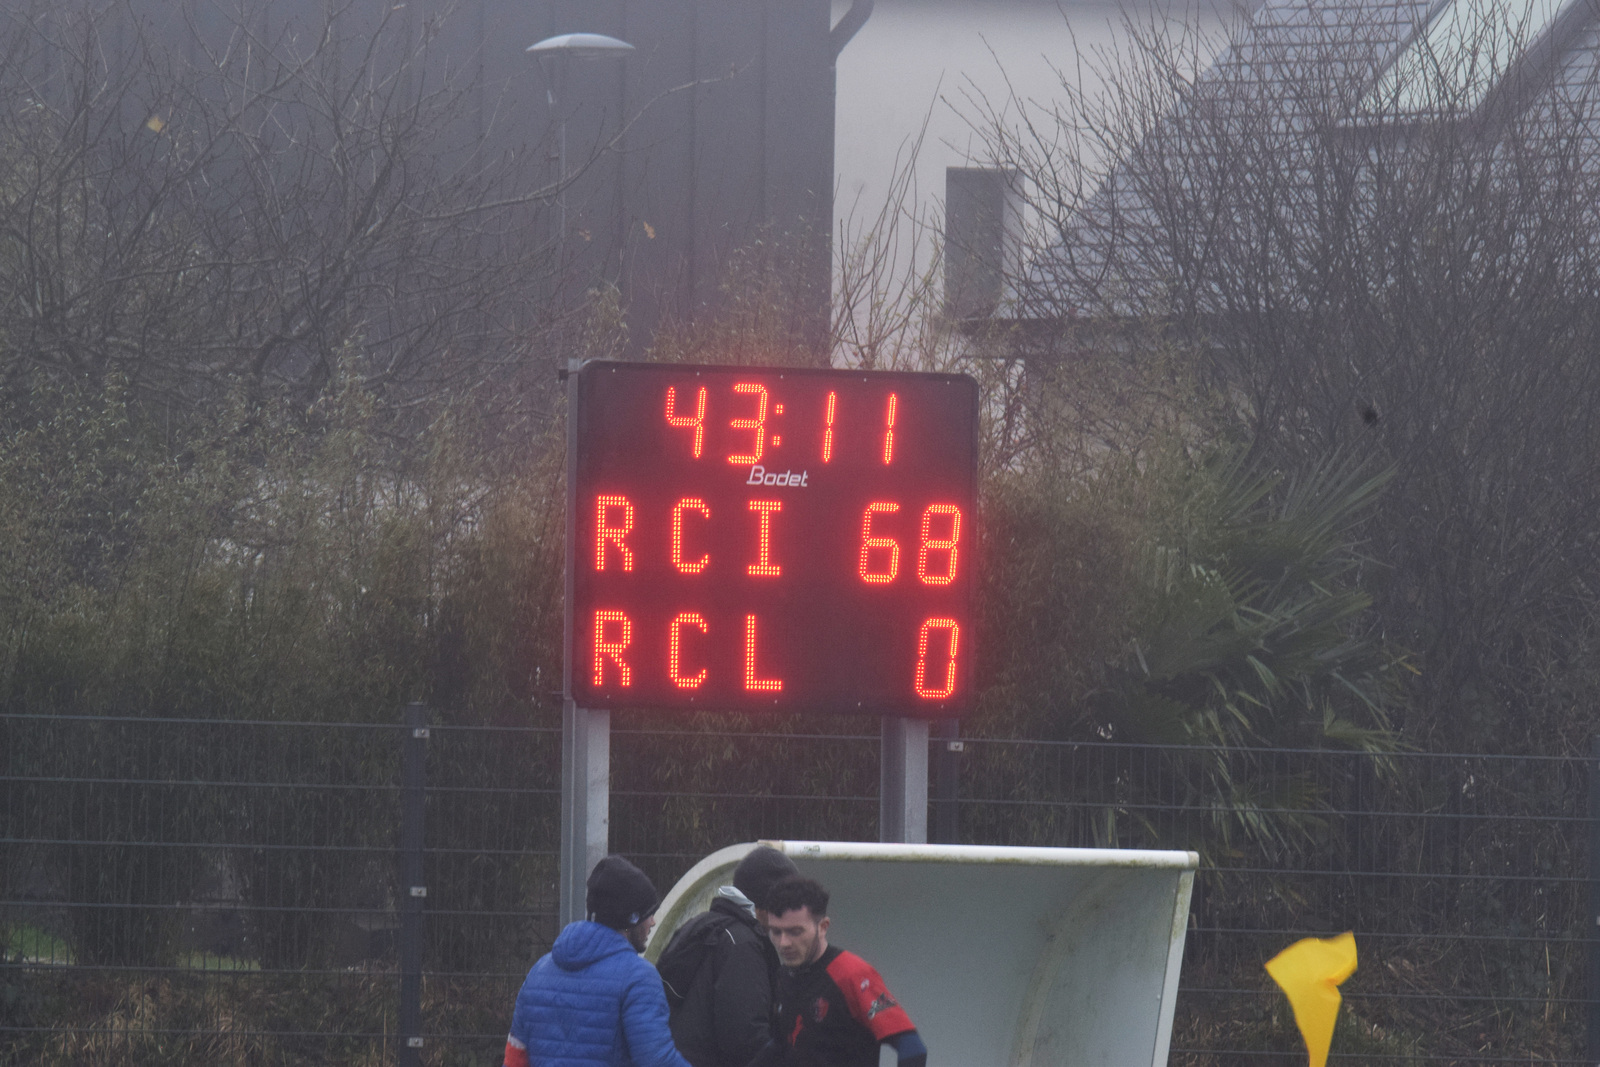 43:11
Bodet
RCI 68
RCL 0